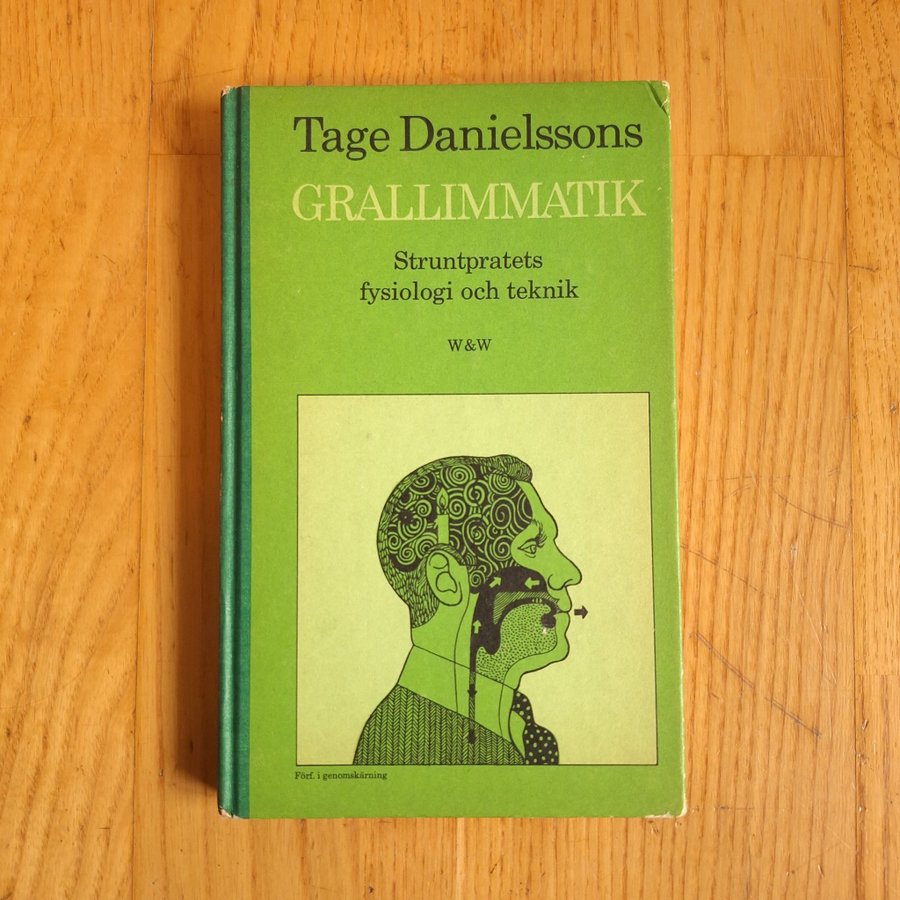 Tage Danielssons
GRALLIMMATIK
Struntpratets
fysiologi och teknik
W&W
Förf. i genomskärning